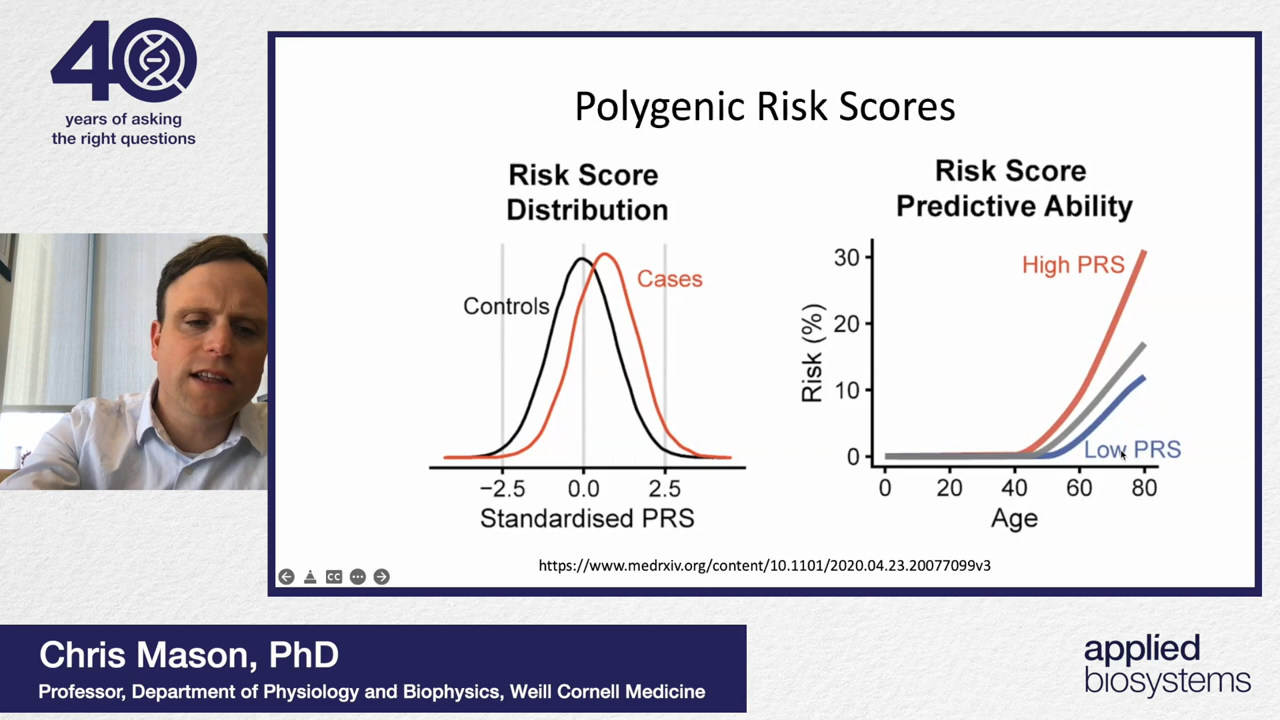 40
years of asking
the right questions
Polygenic Risk Scores
Risk Score
Distribution
Controls
Cases
−2.5 0.0 2.5
Standardised PRS
Risk Score
Predictive Ability
High PRS
Low PRS
Risk (%)
30
20
10
0
0 20 40 60 80
Age
https://www.medrxiv.org/content/10.1101/2020.04.23.20077099v3
CC
Chris Mason, PhD
Professor, Department of Physiology and Biophysics, Weill Cornell Medicine
applied
biosystems